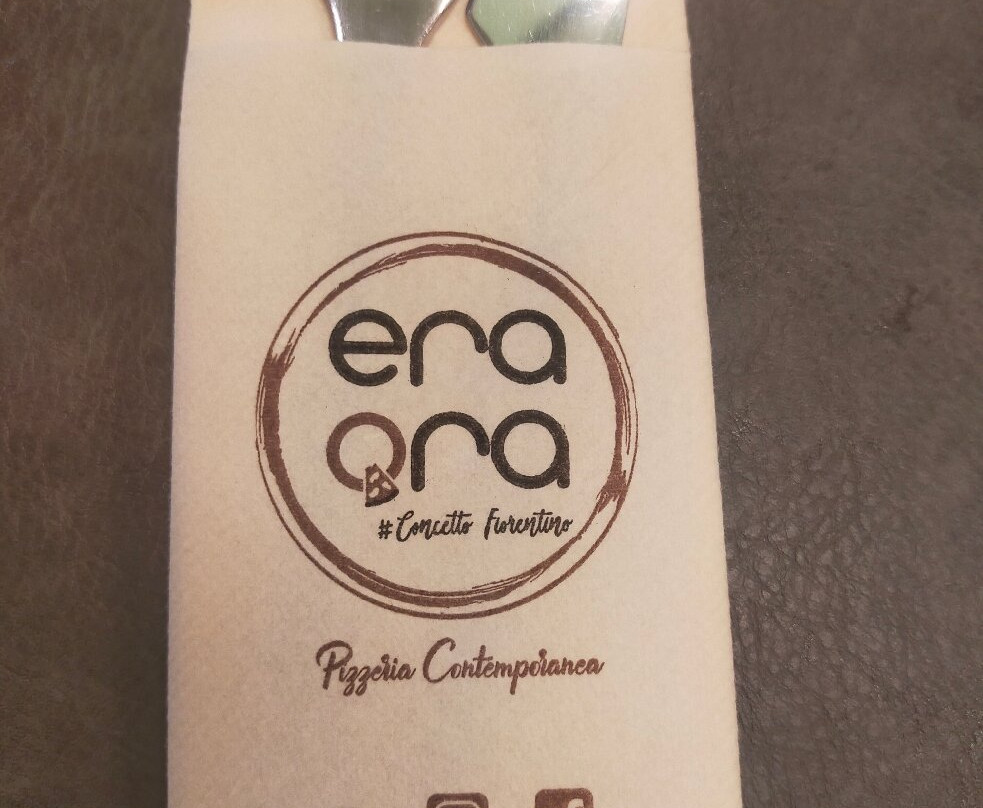 era
ora
#Concetto Fiorentino
Pizzeria Contemporanea